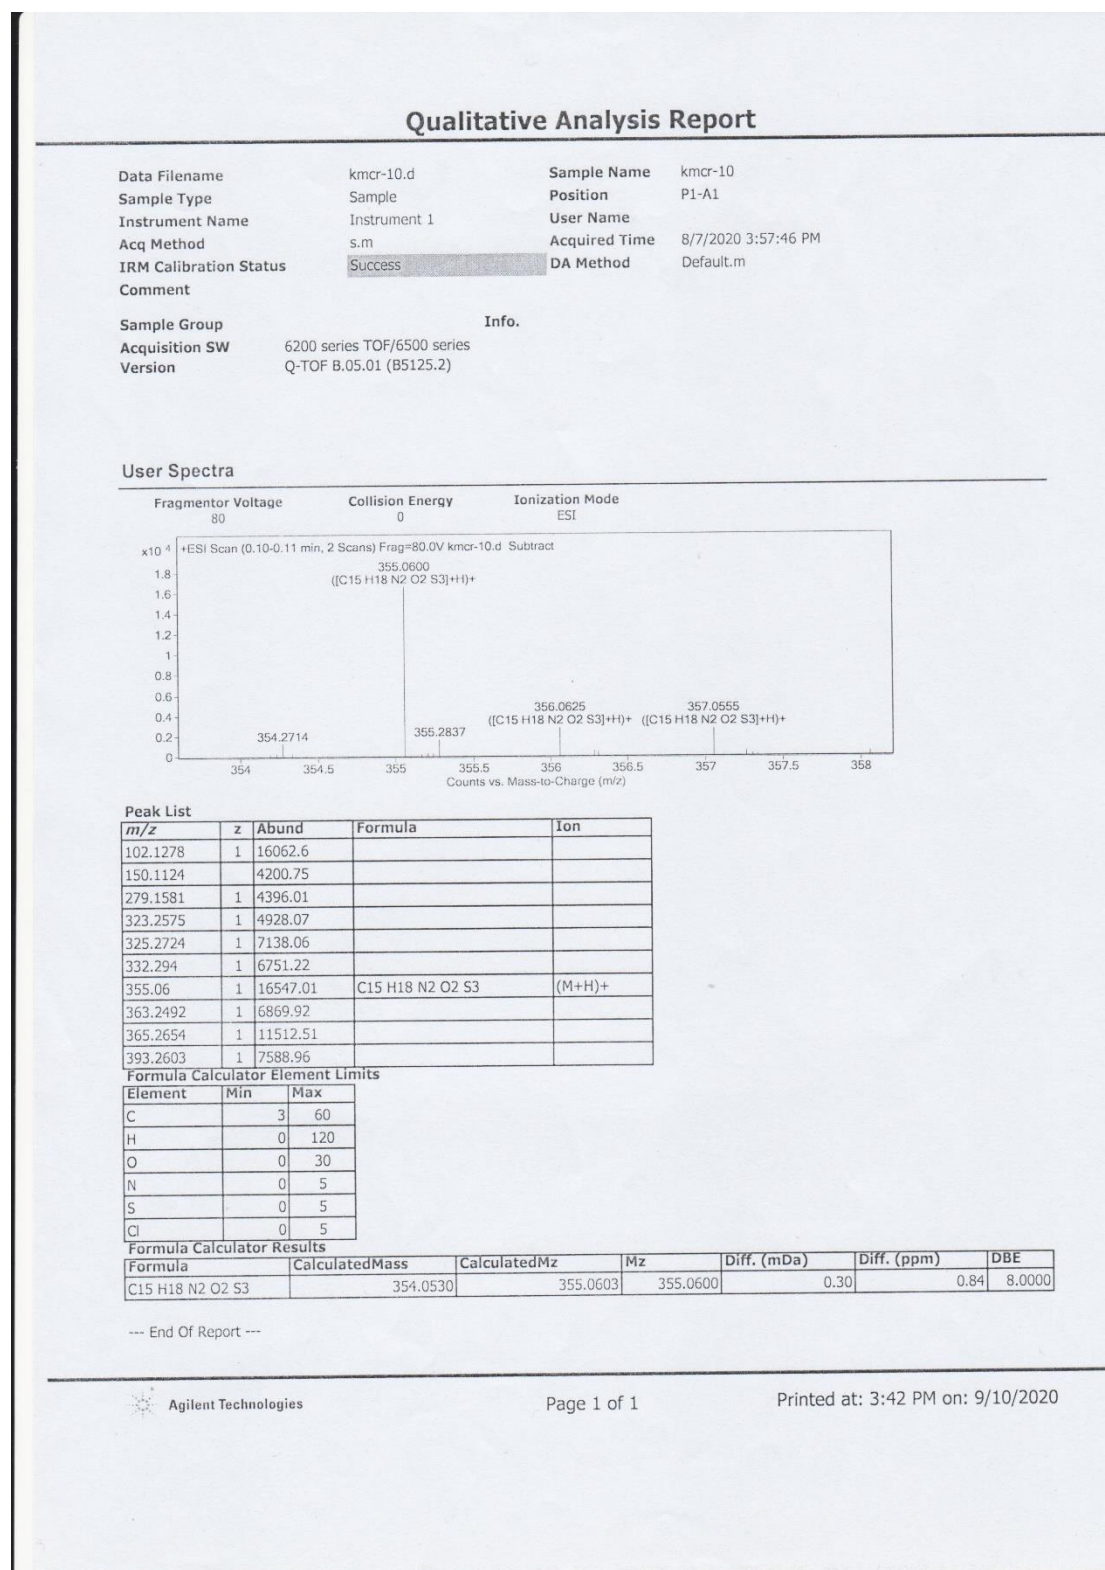 Qualitative Analysis Report
Data Filename kmcr-10.d Sample Name kmcr-10
Sample Type Sample Position P1-A1
Instrument Name Instrument 1 User Name
Acq Method s.m Acquired Time 8/7/2020 3:57:46 PM
IRM Calibration Status Success DA Method Default.m
Comment
Sample Group Info.
Acquisition SW 6200 series TOF/6500 series
Version Q-TOF B.05.01 (B5125.2)
User Spectra
Fragmentor Voltage Collision Energy Ionization Mode
80 0 ESI
x10 4 +ESI Scan (0.10-0.11 min, 2 Scans) Frag=80.0V kmcr-10.d Subtract
355.0600
1.8
([C15 H18 N2 O2 S3]+H)+
1.6
1.4
1.2
1
0.8
0.6
356.0625 357.0555
0.4
([C15 H18 N2 O2 S3]+H)+ ([C15 H18 N2 O2 S3]+H)+
0.2 354.2714 355.2837
0
354 354.5 355 355.5 356 356.5 357 357.5 358
Counts vs. Mass-to-Charge (m/z)
Peak List
m/z z Abund Formula Ion
102.1278 1 16062.6
150.1124 4200.75
279.1581 1 4396.01
323.2575 1 4928.07
325.2724 1 7138.06
332.294 1 6751.22
355.06 1 16547.01 C15 H18 N2 O2 S3 (M+H)+
363.2492 1 6869.92
365.2654 1 11512.51
393.2603 1 7588.96
Formula Calculator Element Limits
Element Min Max
C 3 60
H 0 120
O 0 30
N 0 5
S 0 5
Cl 0 5
Formula Calculator Results
Formula CalculatedMass CalculatedMz Mz Diff. (mDa) Diff. (ppm) DBE
C15 H18 N2 O2 S3 354.0530 355.0603 355.0600 0.30 0.84 8.0000
--- End Of Report ---
Agilent Technologies Page 1 of 1 Printed at: 3:42 PM on: 9/10/2020